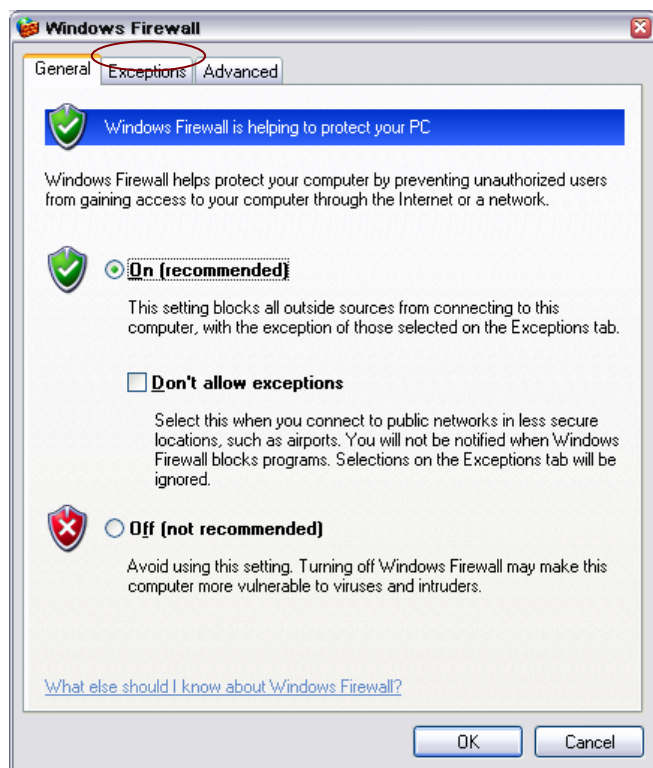 Windows Firewall
General Exceptions Advanced
Windows Firewall is helping to protect your PC
Windows Firewall helps protect your computer by preventing unauthorized users
from gaining access to your computer through the Internet or a network.
On (recommended)
This setting blocks all outside sources from connecting to this
computer, with the exception of those selected on the Exceptions tab.
Don't allow exceptions
Select this when you connect to public networks in less secure
locations, such as airports. You will not be notified when Windows
Firewall blocks programs. Selections on the Exceptions tab will be
ignored.
Off (not recommended)
Avoid using this setting. Turning off Windows Firewall may make this
computer more vulnerable to viruses and intruders.
What else should I know about Windows Firewall?
OK Cancel